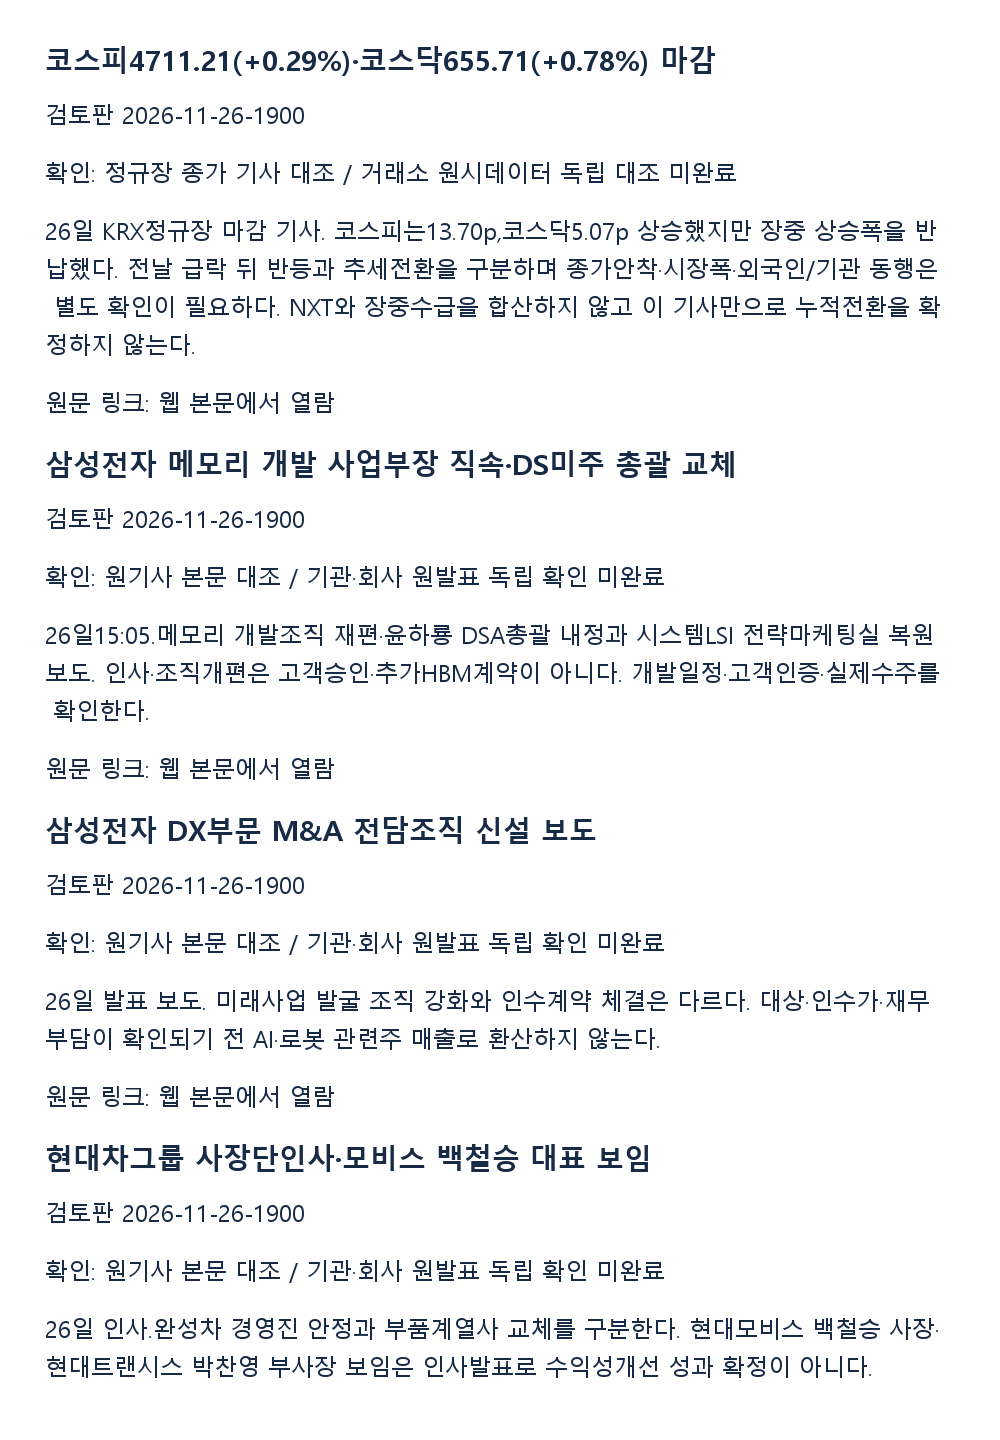 코스피4711.21(+0.29%)·코스닥655.71(+0.78%) 마감
검토판 2026-11-26-1900
확인: 정규장 종가 기사 대조 / 거래소 원시데이터 독립 대조 미완료
26일 KRX정규장 마감 기사. 코스피는13.70p,코스닥5.07p 상승했지만 장중 상승폭을 반
납했다. 전날 급락 뒤 반등과 추세전환을 구분하며 종가안착·시장폭·외국인/기관 동행은
별도 확인이 필요하다. NXT와 장중수급을 합산하지 않고 이 기사만으로 누적전환을 확
정하지 않는다.
원문 링크: 웹 본문에서 열람
삼성전자 메모리 개발 사업부장 직속·DS미주 총괄 교체
검토판 2026-11-26-1900
확인: 원기사 본문 대조 / 기관·회사 원발표 독립 확인 미완료
26일15:05.메모리 개발조직 재편·윤하룡 DSA총괄 내정과 시스템LSI 전략마케팅실 복원
보도. 인사·조직개편은 고객승인·추가HBM계약이 아니다. 개발일정·고객인증·실제수주를
확인한다.
원문 링크: 웹 본문에서 열람
삼성전자 DX부문 M&A 전담조직 신설 보도
검토판 2026-11-26-1900
확인: 원기사 본문 대조 / 기관·회사 원발표 독립 확인 미완료
26일 발표 보도. 미래사업 발굴 조직 강화와 인수계약 체결은 다르다. 대상·인수가·재무
부담이 확인되기 전 AI·로봇 관련주 매출로 환산하지 않는다.
원문 링크: 웹 본문에서 열람
현대차그룹 사장단인사·모비스 백철승 대표 보임
검토판 2026-11-26-1900
확인: 원기사 본문 대조 / 기관·회사 원발표 독립 확인 미완료
26일 인사.완성차 경영진 안정과 부품계열사 교체를 구분한다. 현대모비스 백철승 사장·
현대트랜시스 박찬영 부사장 보임은 인사발표로 수익성개선 성과 확정이 아니다.